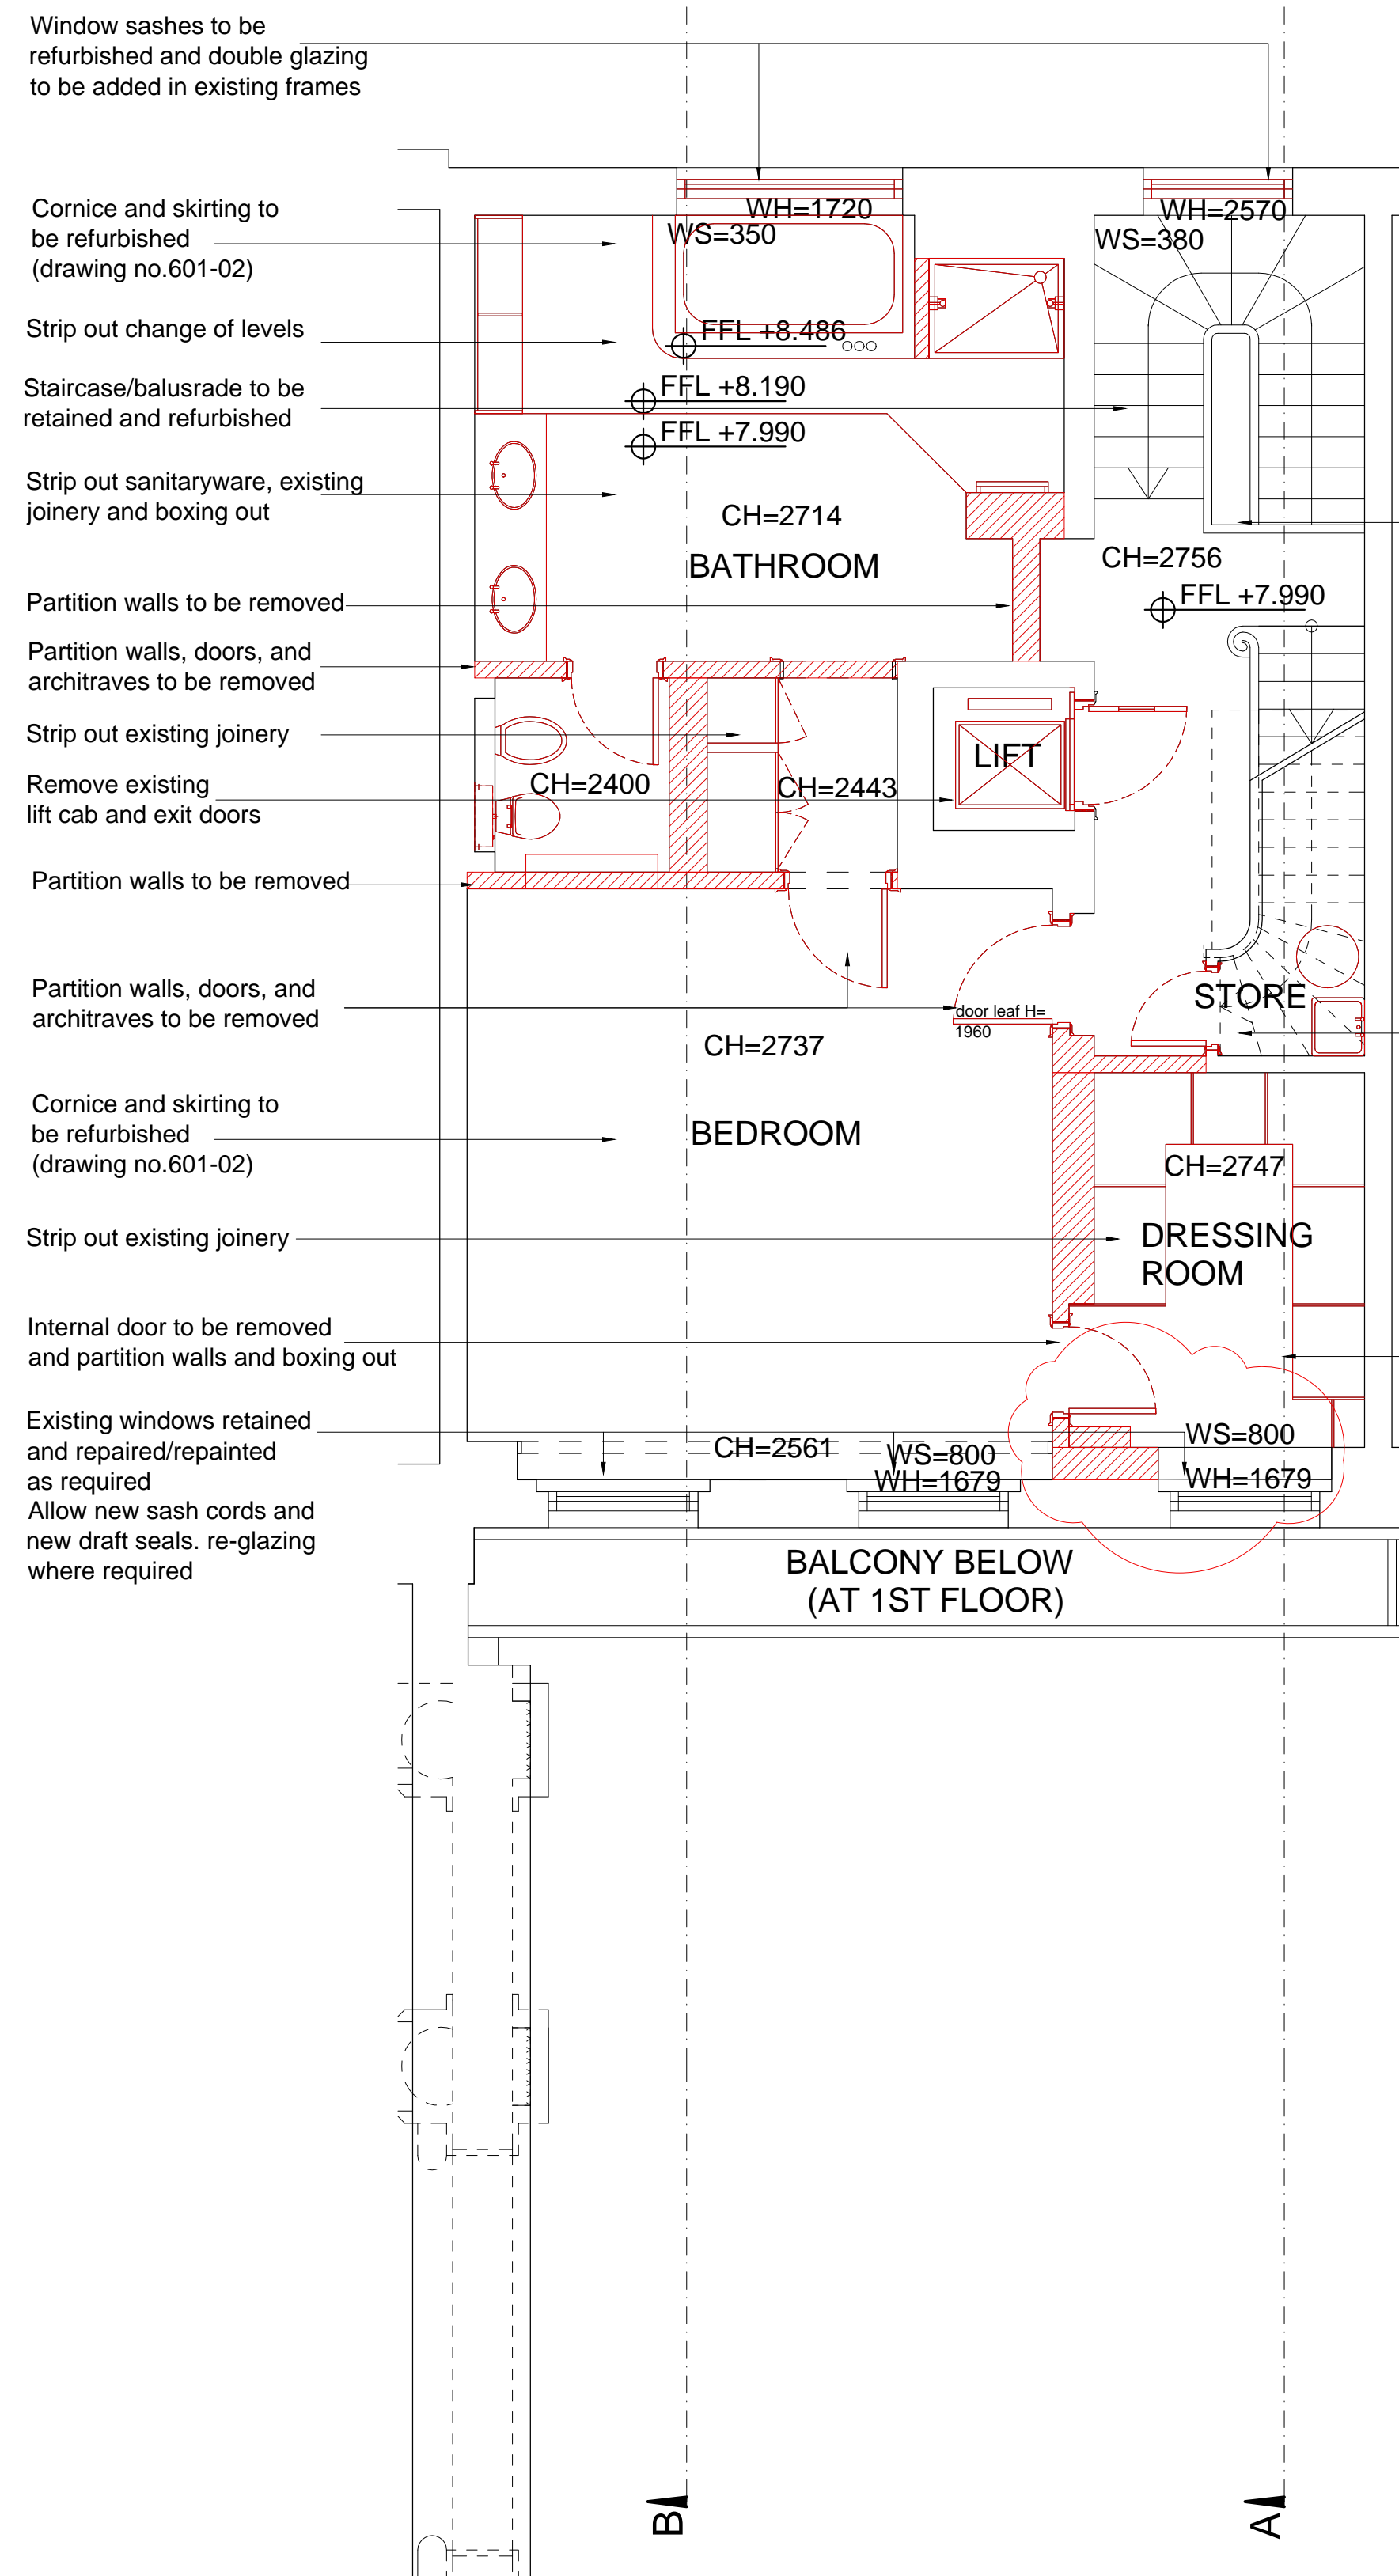 Window sashes to be
refurbished and double glazing
to be added in existing frames
Cornice and skirting to
be refurbished
(drawing no.601-02)
Strip out change of levels
Staircase/balusrade to be
retained and refurbished
Strip out sanitaryware, existing
joinery and boxing out
Partition walls to be removed
Partition walls, doors, and
architraves to be removed
Strip out existing joinery
Remove existing
lift cab and exit doors
Partition walls to be removed
Partition walls, doors, and
architraves to be removed
Cornice and skirting to
be refurbished
(drawing no.601-02)
Strip out existing joinery
Internal door to be removed
and partition walls and boxing out
Existing windows retained
and repaired/repainted
as required
Allow new sash cords and
new draft seals. re-glazing
where required
WH=1720
WS=350
WH=2570
WS=380
FFL +8.486
FFL +8.190
FFL +7.990
CH=2714
BATHROOM
CH=2756
FFL +7.990
LIFT
CH=2400
CH=2443
STORE
door leaf H=
1960
CH=2737
BEDROOM
CH=2747
DRESSING
ROOM
CH=2561
WS=800
WH=1679
WS=800
WH=1679
BALCONY BELOW
(AT 1ST FLOOR)
B
A